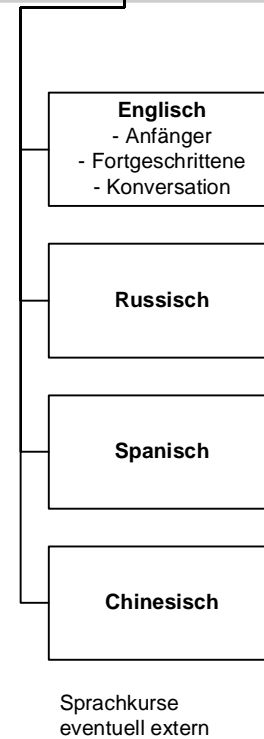 Englisch
- Anfänger
- Fortgeschrittene
- Konversation
Russisch
Spanisch
Chinesisch
Sprachkurse
eventuell extern